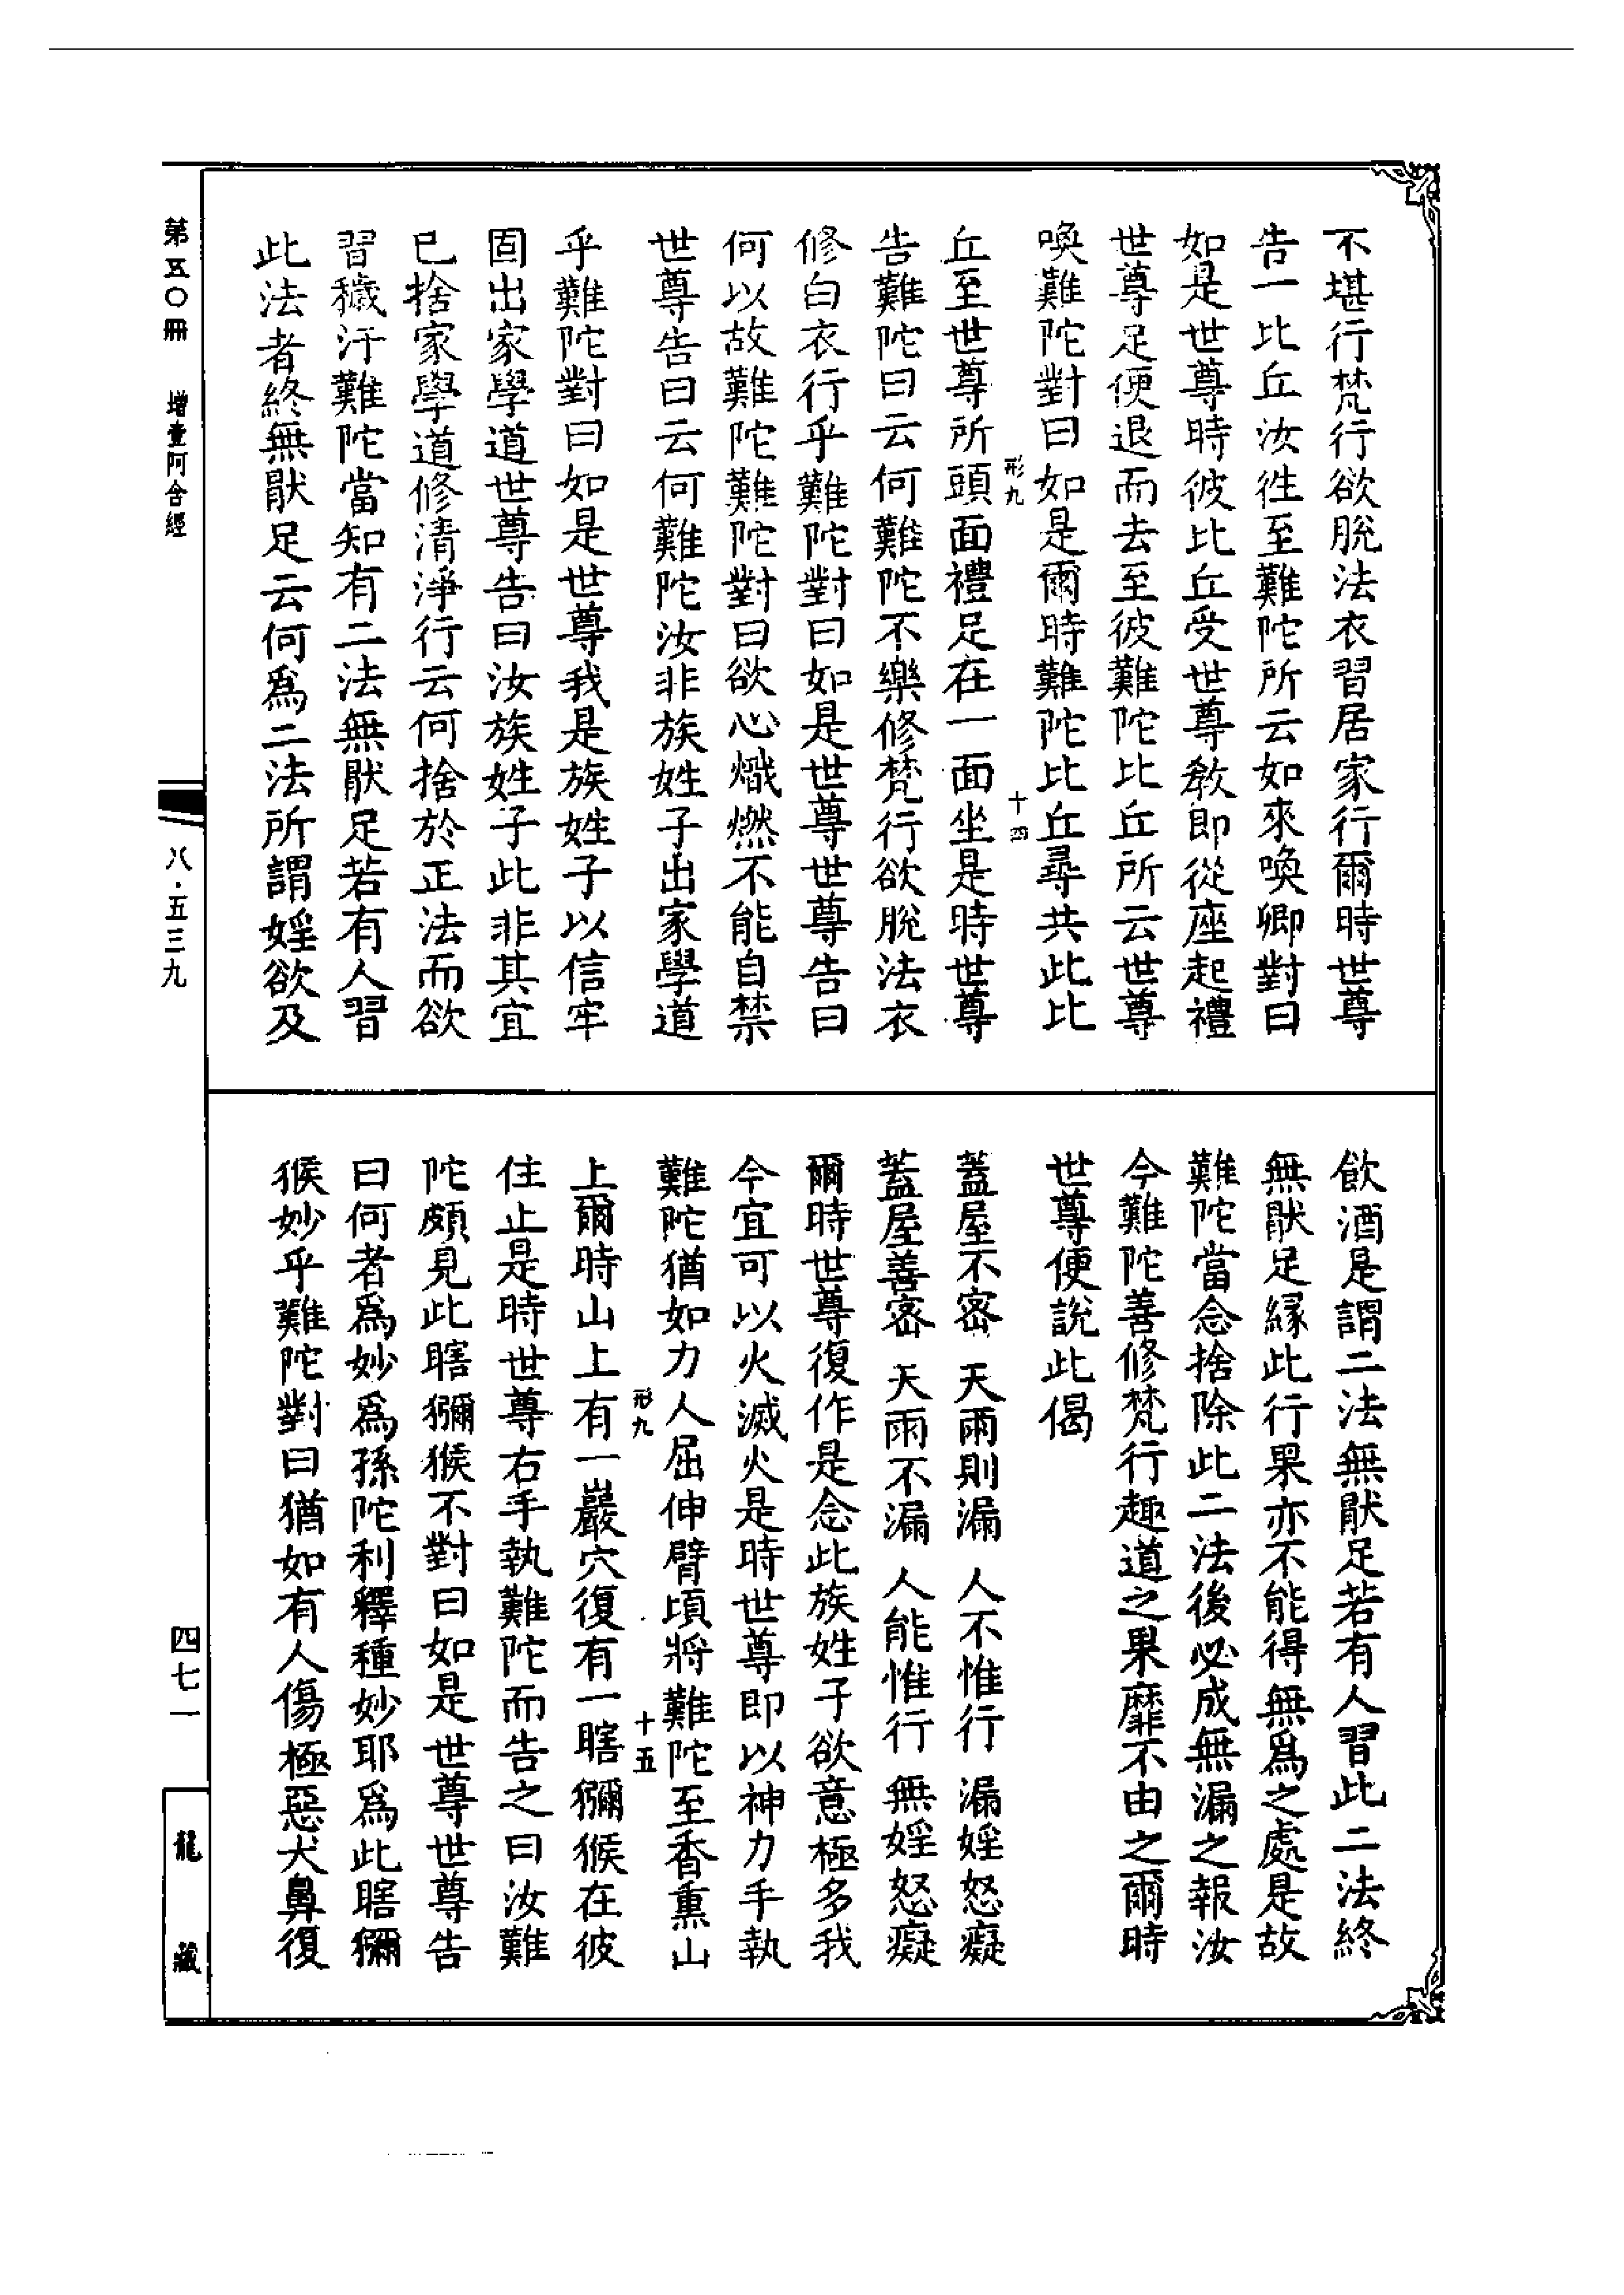 不堪行梵行欲脫法衣習居家行爾時世尊
告一比丘汝徃至難陀所云如來喚卿對曰
如是世尊時彼比丘受世尊敎即從座起禮
世尊足便退而去至彼難陀比丘所云世尊
喚難陀對曰如是爾時難陀比丘尋共此比
形九
十四
丘至世尊所頭面禮足在一面坐是時世尊
告難陀曰云何難陀不樂修梵行欲脫法衣
修白衣行乎難陀對曰如是世尊世尊告曰
何以故難陀難陀對曰欲心熾燃不能自禁
世尊告曰云何難陀汝非族姓子出家學道
乎難陀對曰如是世尊我是族姓子以信牢
固出家學道世尊告曰汝族姓子此非其宜
已捨家學道修清淨行云何捨於正法而欲
習穢汙難陀當知有二法無猒足若有人習
此法者終無猒足云何爲二法所謂婬欲及
飲酒是謂二法無猒足若有人習此二法終
無猒足緣此行果亦不能得無爲之處是故
難陀當念捨除此二法後必成無漏之報汝
今難陀善修梵行趣道之果靡不由之爾時
世尊便說此偈
蓋屋不密 天雨則漏 人不惟行 漏婬怒癡
蓋屋善密 天雨不漏 人能惟行 無婬怒癡
爾時世尊復作是念此族姓子欲意極多我
今宜可以火滅火是時世尊即以神力手執
難陀猶如力人屈伸臂頃將難陀至香熏山
形九
十五
上爾時山上有一巖穴復有一瞎獼猴在彼
住止是時世尊右手執難陀而告之曰汝難
陀頗見此瞎獼猴不對曰如是世尊世尊告
曰何者爲妙爲孫陀利釋種妙耶爲此瞎獼
猴妙乎難陀對曰猶如有人傷極惡犬鼻復
第五〇冊 增壹阿含經
八·五三九
四七一
龍藏